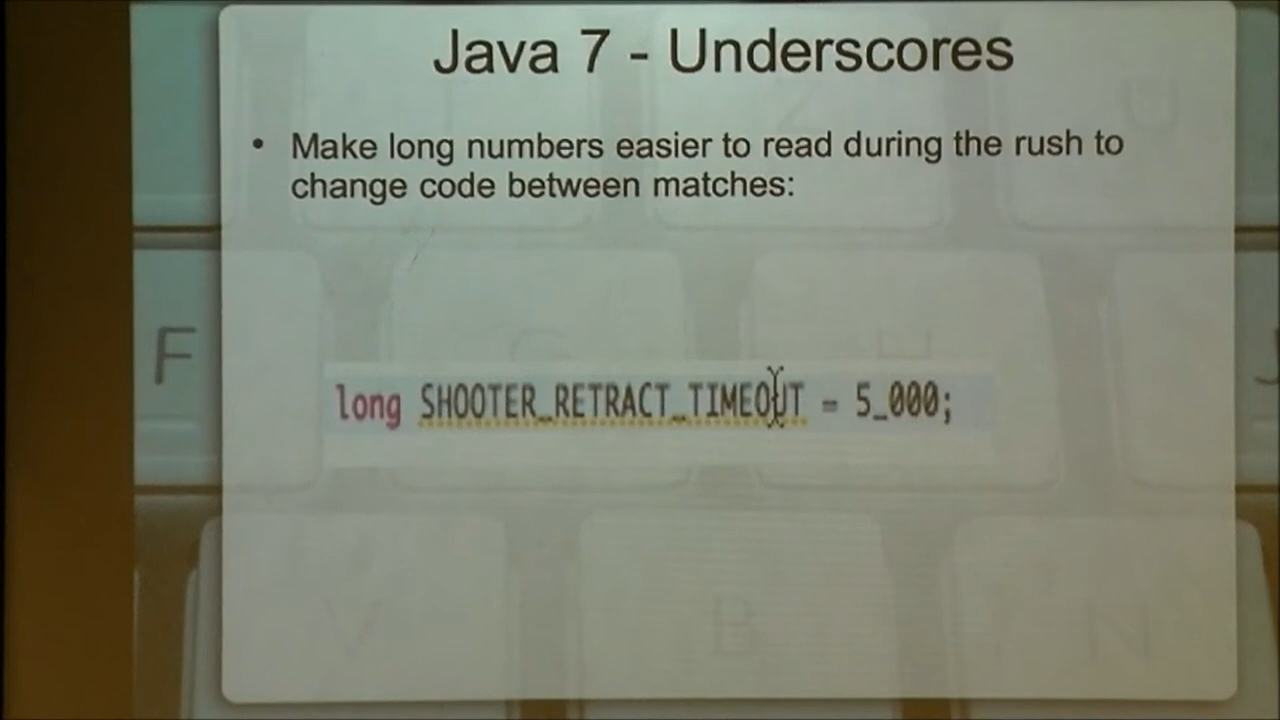 Java 7 - Underscores
• Make long numbers easier to read during the rush to
change code between matches:
long SHOOTER_RETRACT_TIMEOUT = 5_000;
F
G
H
J
V
B
N